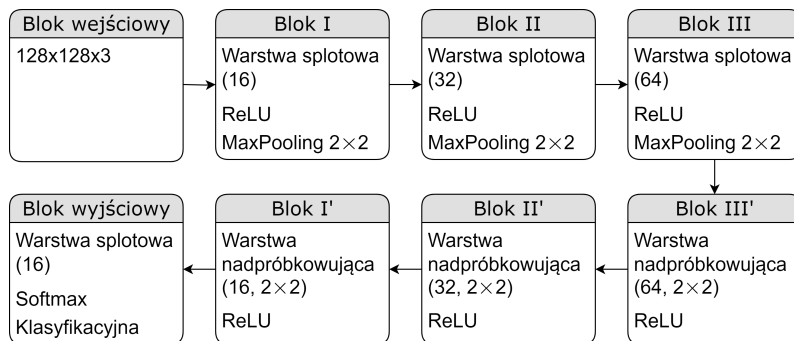 Blok wejściowy
128x128x3
Blok I
Warstwa splotowa
(16)
ReLU
MaxPooling 2×2
Blok II
Warstwa splotowa
(32)
ReLU
MaxPooling 2×2
Blok III
Warstwa splotowa
(64)
ReLU
MaxPooling 2×2
Blok wyjściowy
Warstwa splotowa
(16)
Softmax
Klasyfikacyjna
Blok I'
Warstwa
nadpróbkowująca
(16, 2×2)
ReLU
Blok II'
Warstwa
nadpróbkowująca
(32, 2×2)
ReLU
Blok III'
Warstwa
nadpróbkowująca
(64, 2×2)
ReLU